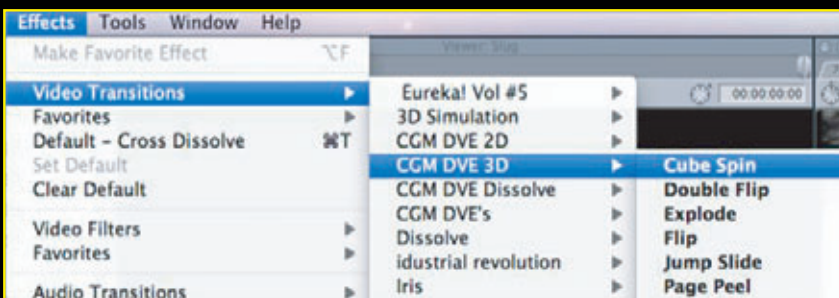 Effects Tools Window Help
Make Favorite Effect ⌥F
Viewer: Slug
Video Transitions
Eureka! Vol #5
00:00:00:00
Favorites
3D Simulation
Default – Cross Dissolve ⌘T
CGM DVE 2D
Set Default
CGM DVE 3D
Cube Spin
Clear Default
CGM DVE Dissolve
Double Flip
CGM DVE's
Explode
Video Filters
Dissolve
Flip
Favorites
idustrial revolution
Jump Slide
Audio Transitions
Iris
Page Peel